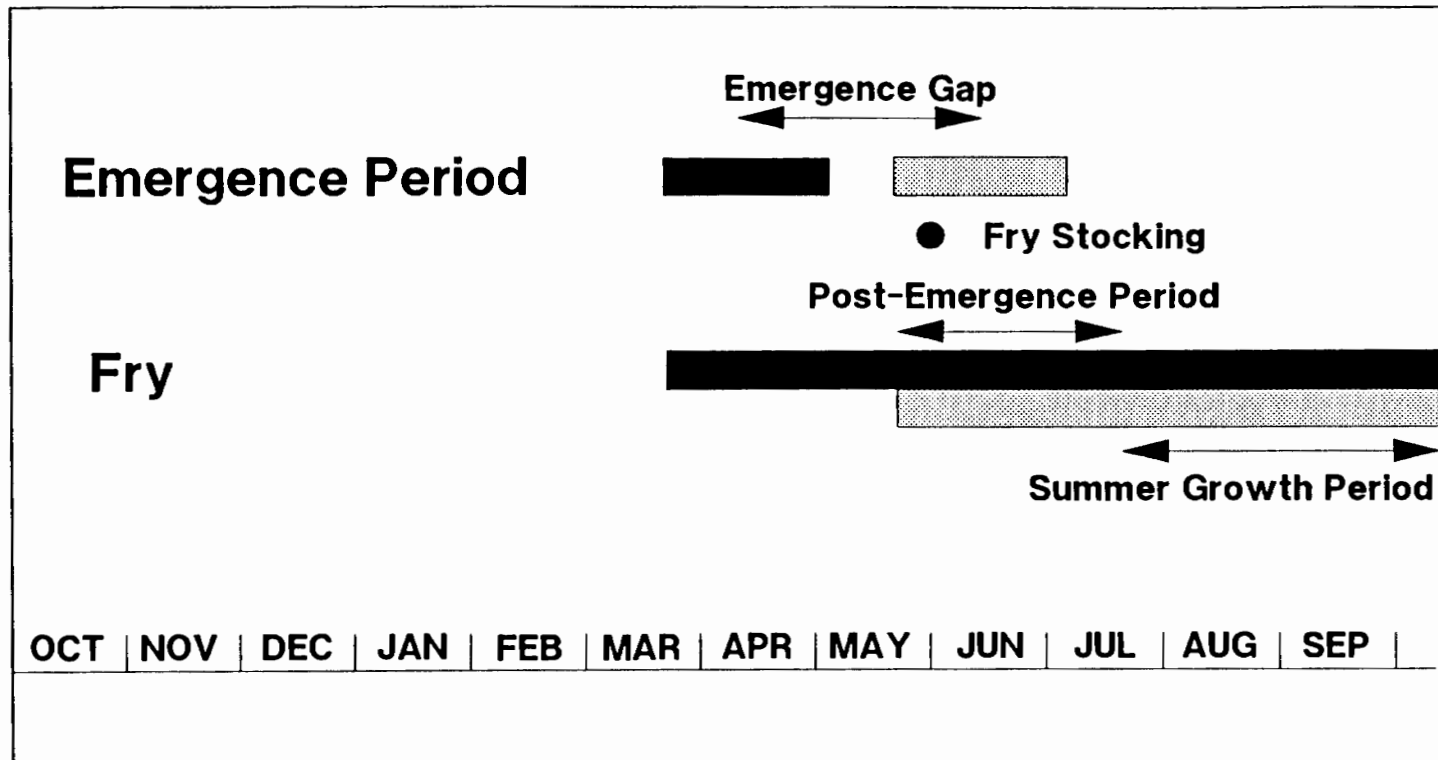 Emergence Gap
Emergence Period
Fry Stocking
Post-Emergence Period
Fry
Summer Growth Period
OCT NOV DEC JAN FEB MAR APR MAY JUN JUL AUG SEP